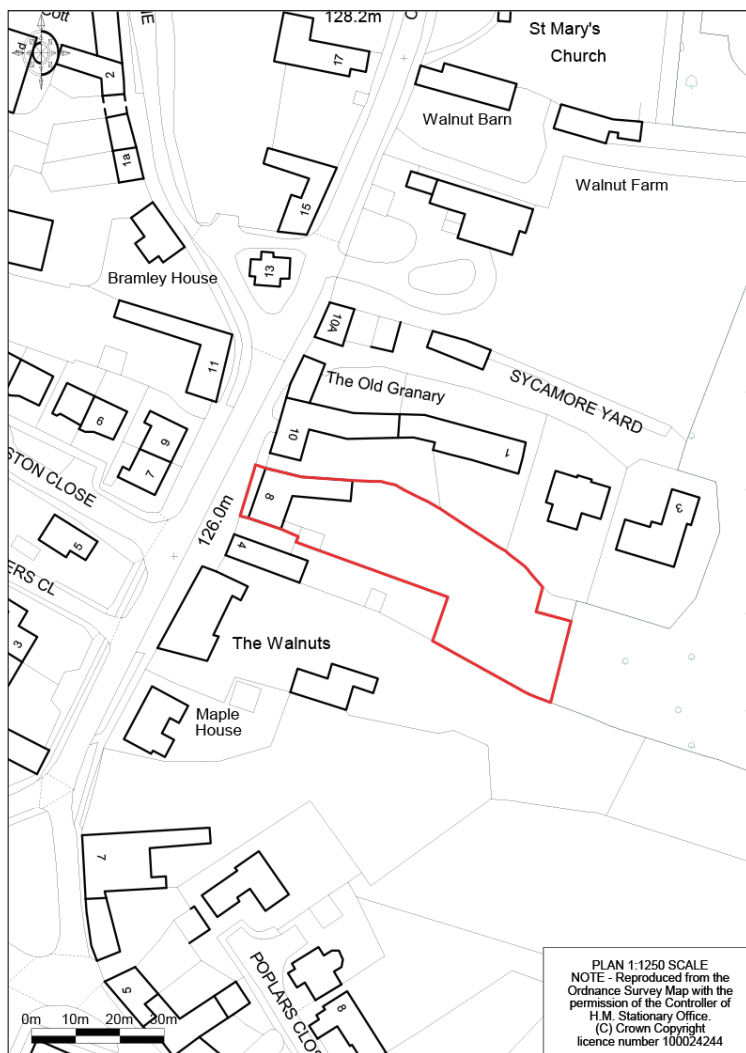 Cott
NE
128.2m
St Mary's
Church
17
2
Walnut Barn
1a
Walnut Farm
15
13
Bramley House
10A
11
The Old Granary
SYCAMORE YARD
6
9
10
1
7
STON CLOSE
8
3
126.0m
5
4
ERS CL
3
The Walnuts
Maple
House
7
POPLARS CLOS
5
8
0m 10m 20m 30m
PLAN 1:1250 SCALE
NOTE - Reproduced from the
Ordnance Survey Map with the
permission of the Controller of
H.M. Stationary Office.
(C) Crown Copyright
licence number 100024244